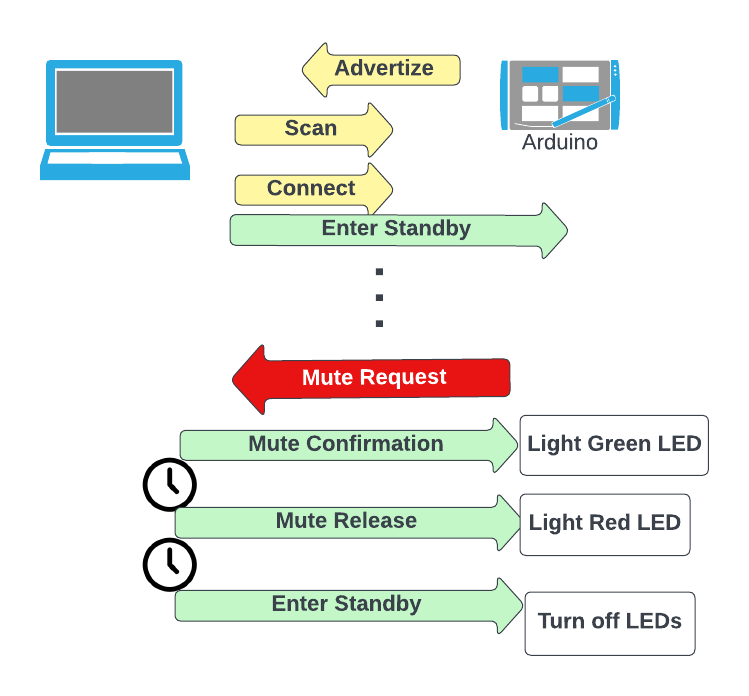 Advertize
Scan
Arduino
Connect
Enter Standby
Mute Request
Mute Confirmation
Light Green LED
Mute Release
Light Red LED
Enter Standby
Turn off LEDs